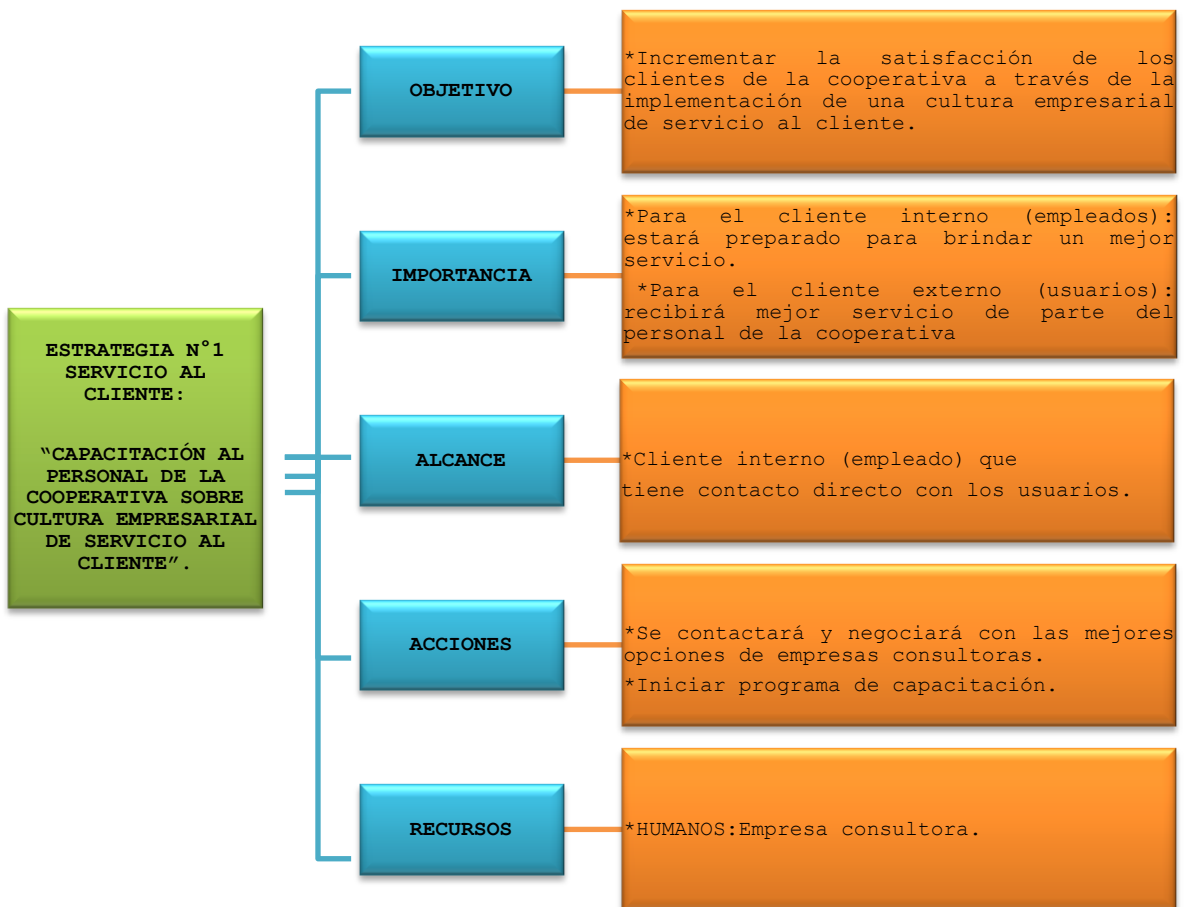 ESTRATEGIA N°1
SERVICIO AL
CLIENTE:
“CAPACITACIÓN AL
PERSONAL DE LA
COOPERATIVA SOBRE
CULTURA EMPRESARIAL
DE SERVICIO AL
CLIENTE”.
OBJETIVO
*Incrementar la satisfacción de los
clientes de la cooperativa a través de la
implementación de una cultura empresarial
de servicio al cliente.
IMPORTANCIA
*Para el cliente interno (empleados):
estará preparado para brindar un mejor
servicio.
*Para el cliente externo (usuarios):
recibirá mejor servicio de parte del
personal de la cooperativa
ALCANCE
*Cliente interno (empleado) que
tiene contacto directo con los usuarios.
ACCIONES
*Se contactará y negociará con las mejores
opciones de empresas consultoras.
*Iniciar programa de capacitación.
RECURSOS
*HUMANOS:Empresa consultora.